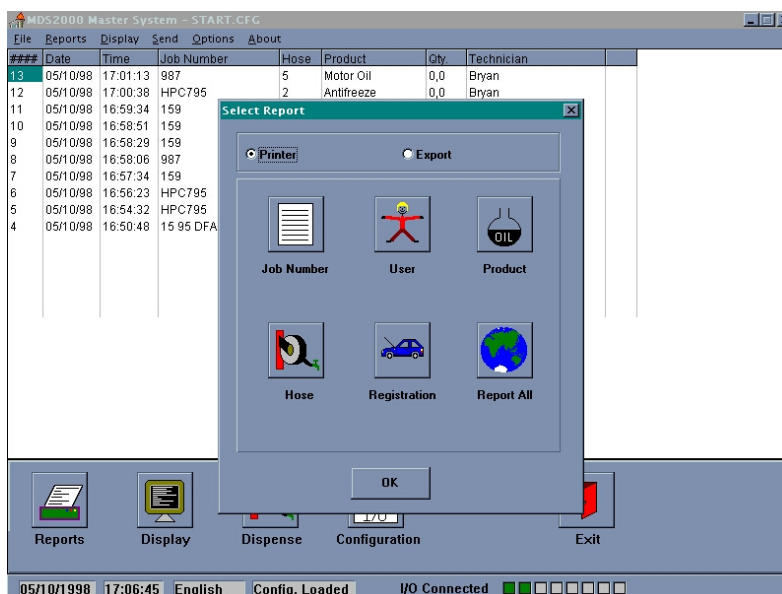 MDS2000 Master System - START.CFG
File Reports Display Send Options About
#### Date Time Job Number Hose Product Qty. Technician
13 05/10/98 17:01:13 987 5 Motor Oil 0,0 Bryan
12 05/10/98 17:00:38 HPC795 2 Antifreeze 0,0 Bryan
11 05/10/98 16:59:34 159
10 05/10/98 16:58:51 159
9 05/10/98 16:58:29 159
8 05/10/98 16:58:06 987
7 05/10/98 16:57:34 159
6 05/10/98 16:56:23 HPC795
5 05/10/98 16:54:32 HPC795
4 05/10/98 16:50:48 15 95 DFA
Select Report
Printer Export
OIL
Job Number User Product
Hose Registration Report All
OK
I/O
Reports Display Dispense Configuration Exit
05/10/1998 17:06:45 English Config. Loaded I/O Connected